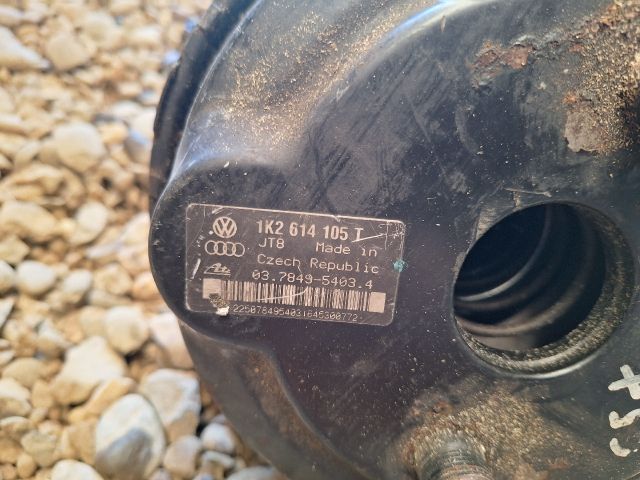 1K2 614 105 T
JT8 Made in
Czech Republic
03.7849-5403.4